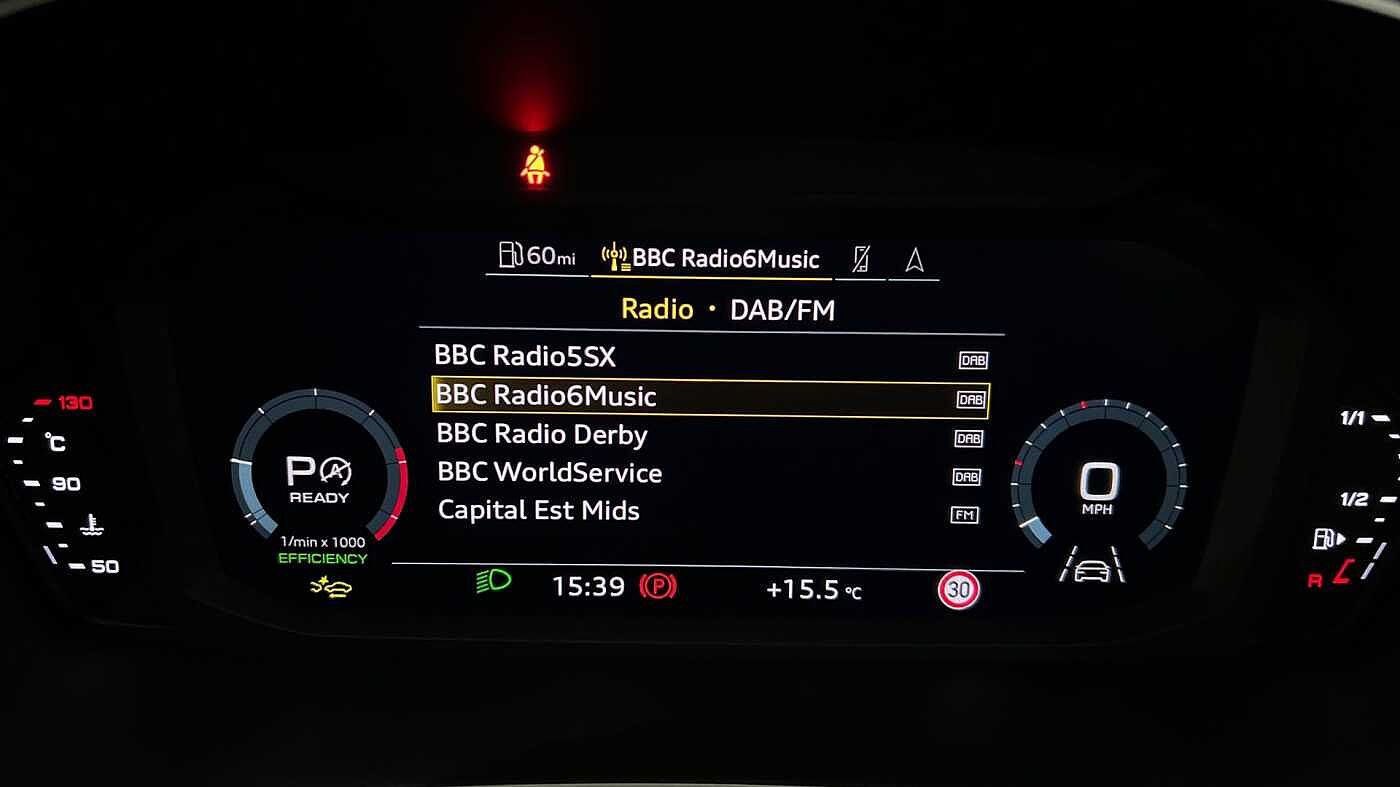 60mi
BBC Radio6Music
Radio • DAB/FM
BBC Radio5SX DAB
BBC Radio6Music DAB
BBC Radio Derby DAB
BBC WorldService DAB
Capital Est Mids FM
130
°C
90
50
P A
READY
1/min x 1000
EFFICIENCY
0
MPH
1/1
1/2
R
15:39 P +15.5 °C 30